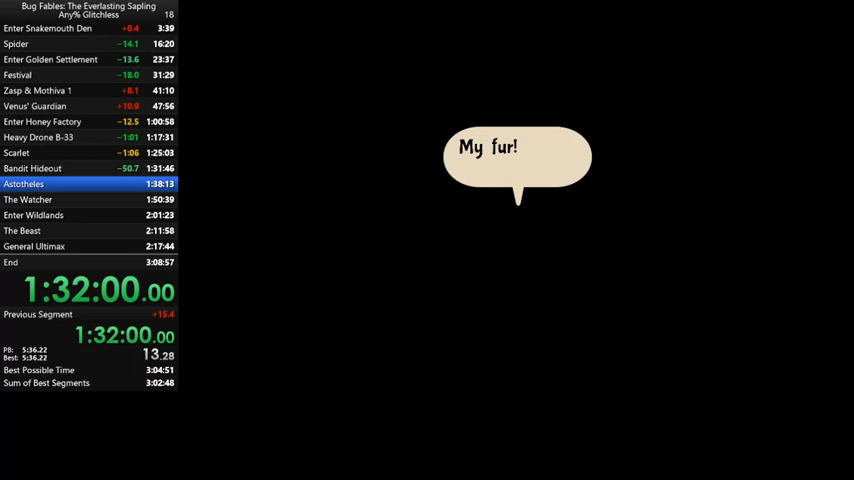 Bug Fables: The Everlasting Sapling
Any% Glitchless 18
Enter Snakemouth Den +0.4 3:39
Spider −14.1 16:20
Enter Golden Settlement −13.6 23:37
Festival −18.0 31:29
Zasp & Mothiva 1 +8.1 41:10
Venus' Guardian +10.9 47:56
Enter Honey Factory −12.5 1:00:58
Heavy Drone B-33 −1:01 1:17:31
Scarlet −1:06 1:25:03
Bandit Hideout −50.7 1:31:46
Astotheles 1:38:13
The Watcher 1:50:39
Enter Wildlands 2:01:23
The Beast 2:11:58
General Ultimax 2:17:44
End 3:08:57
1:32:00.00
Previous Segment +15.4
1:32:00.00
PB: 5:36.22
Best: 5:36.22
13.28
Best Possible Time 3:04:51
Sum of Best Segments 3:02:48
My fur!